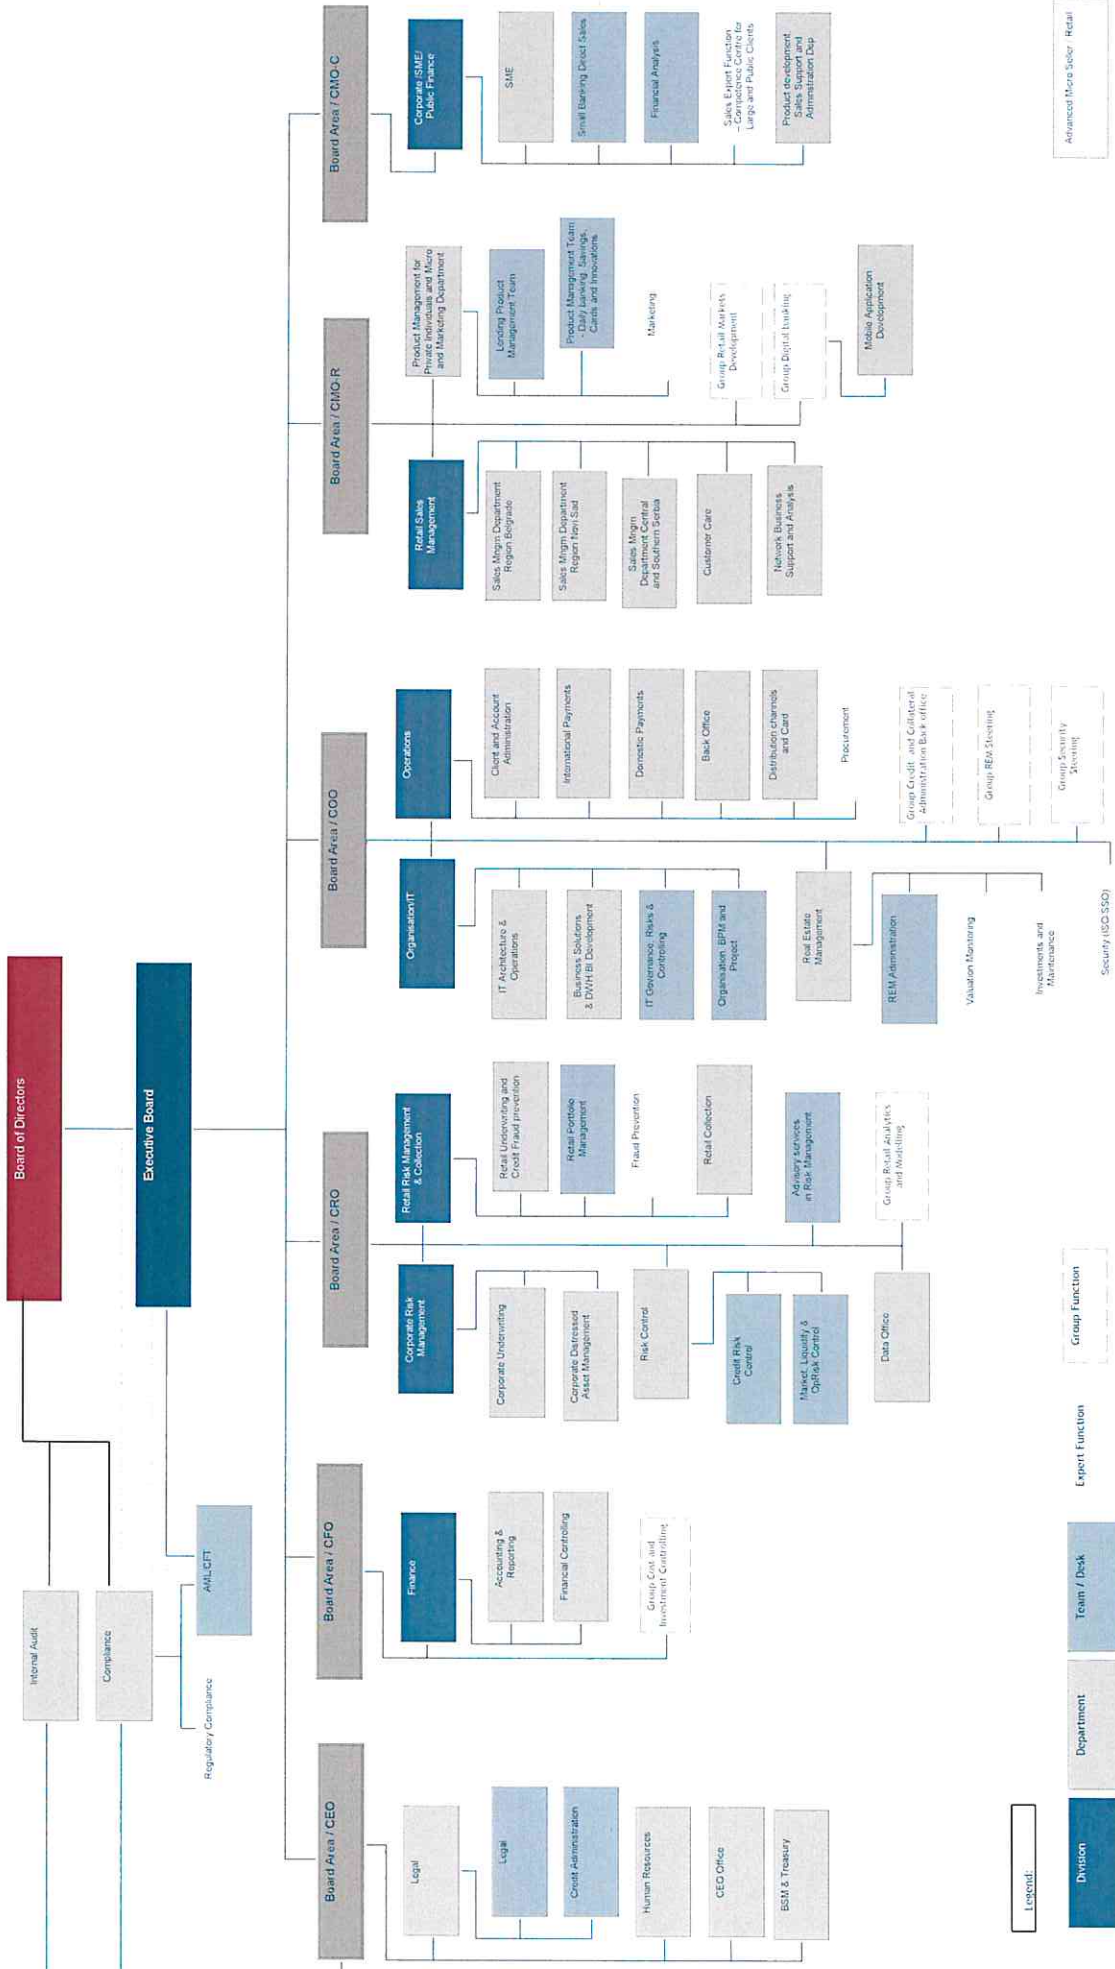 Board of Directors
Executive Board
Internal Audit
Compliance
Regulatory Compliance
AML/CFT
Board Area / CEO
Legal
Legal
Credit Administration
Human Resources
CEO Office
BSM & Treasury
Board Area / CFO
Finance
Accounting &
Reporting
Financial Controlling
Group Cost and
Investment Controlling
Board Area / CRO
Corporate Risk
Management
Corporate Underwriting
Corporate Distressed
Asset Management
Risk Control
Credit Risk
Control
Market, Liquidity &
OpRisk Control
Data Office
Retail Risk Management
& Collection
Retail Underwriting and
Credit Fraud prevention
Retail Portfolio
Management
Fraud Prevention
Retail Collection
Advisory services
in Risk Management
Group Retail Analytics
and Modelling
Board Area / COO
Organisation/IT
IT Architecture &
Operations
Business Solutions
& DWH/BI Development
IT Governance, Risks &
Controlling
Organisation, BPM and
Project
Real Estate
Management
REM Administration
Valuation Monitoring
Investments and
Maintenance
Security (ISO-SSO)
Operations
Client and Account
Administration
International Payments
Domestic Payments
Back Office
Distribution channels
and Card
Procurement
Group Credit and Collateral
Administration Back office
Group REM Steering
Group Security
Steering
Board Area / CMO-R
Retail Sales
Management
Sales Mngm Department
Region Belgrade
Sales Mngm Department
Region Novi Sad
Sales Mngm
Department Central
and Southern Serbia
Customer Care
Network Business
Support and Analysis
Product Management for
Private Individuals and Micro
and Marketing Department
Lending Product
Management Team
Product Management Team
- Daily banking, Savings,
Cards and Innovations
Marketing
Group Retail Markets
Development
Group Digital banking
Mobile Application
Development
Board Area / CMO-C
Corporate /SME/
Public Finance
SME
Small Banking Direct Sales
Financial Analysis
Sales Expert Function
– Competence Centre for
Large and Public Clients
Product development,
Sales Support and
Adminstration Dep
Legend:
Division
Department
Team / Desk
Expert Function
Group Function
Advanced Micro Seller - Retail